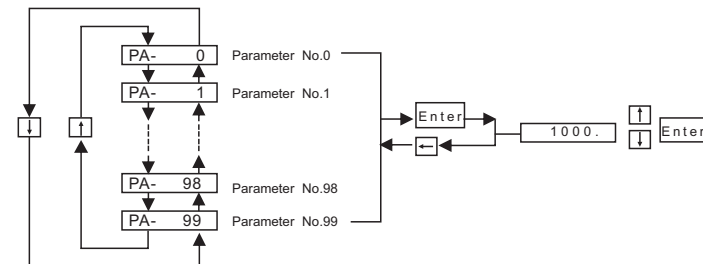 PA- 0 Parameter No.0
PA- 1 Parameter No.1
Enter
1000.
Enter
PA- 98 Parameter No.98
PA- 99 Parameter No.99